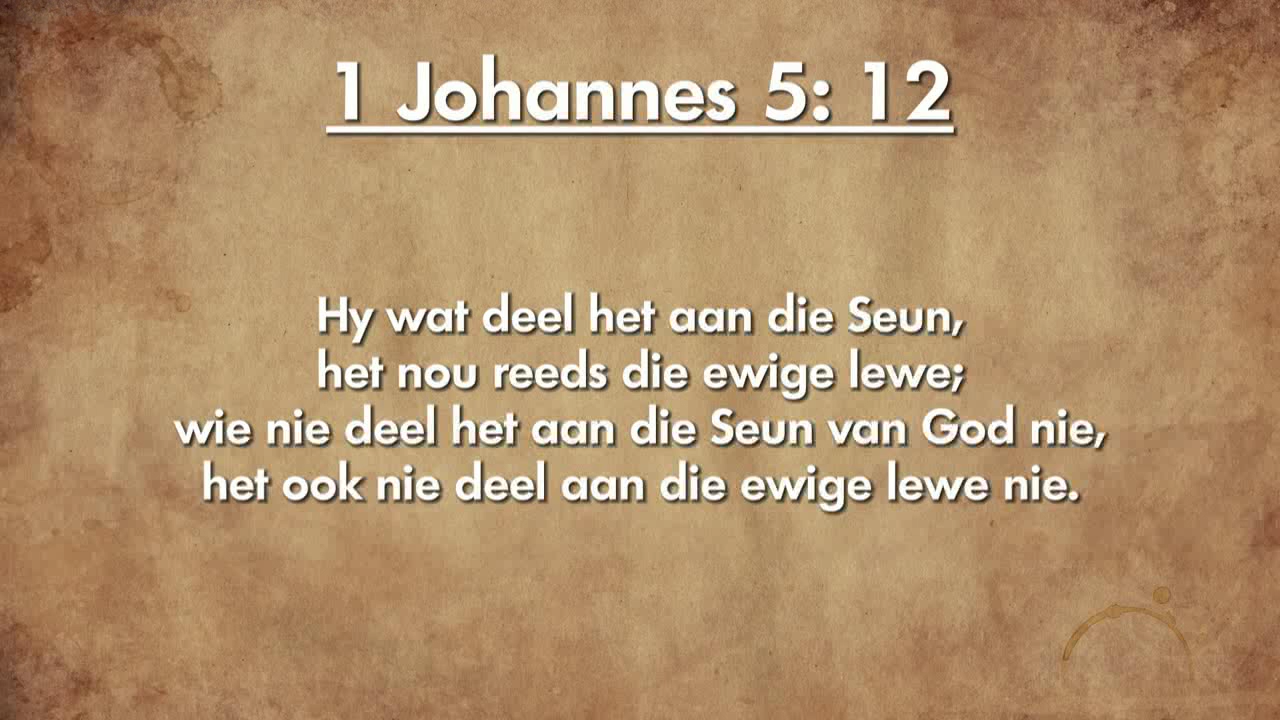 1 Johannes 5: 12
Hy wat deel het aan die Seun,
het nou reeds die ewige lewe;
wie nie deel het aan die Seun van God nie,
het ook nie deel aan die ewige lewe nie.